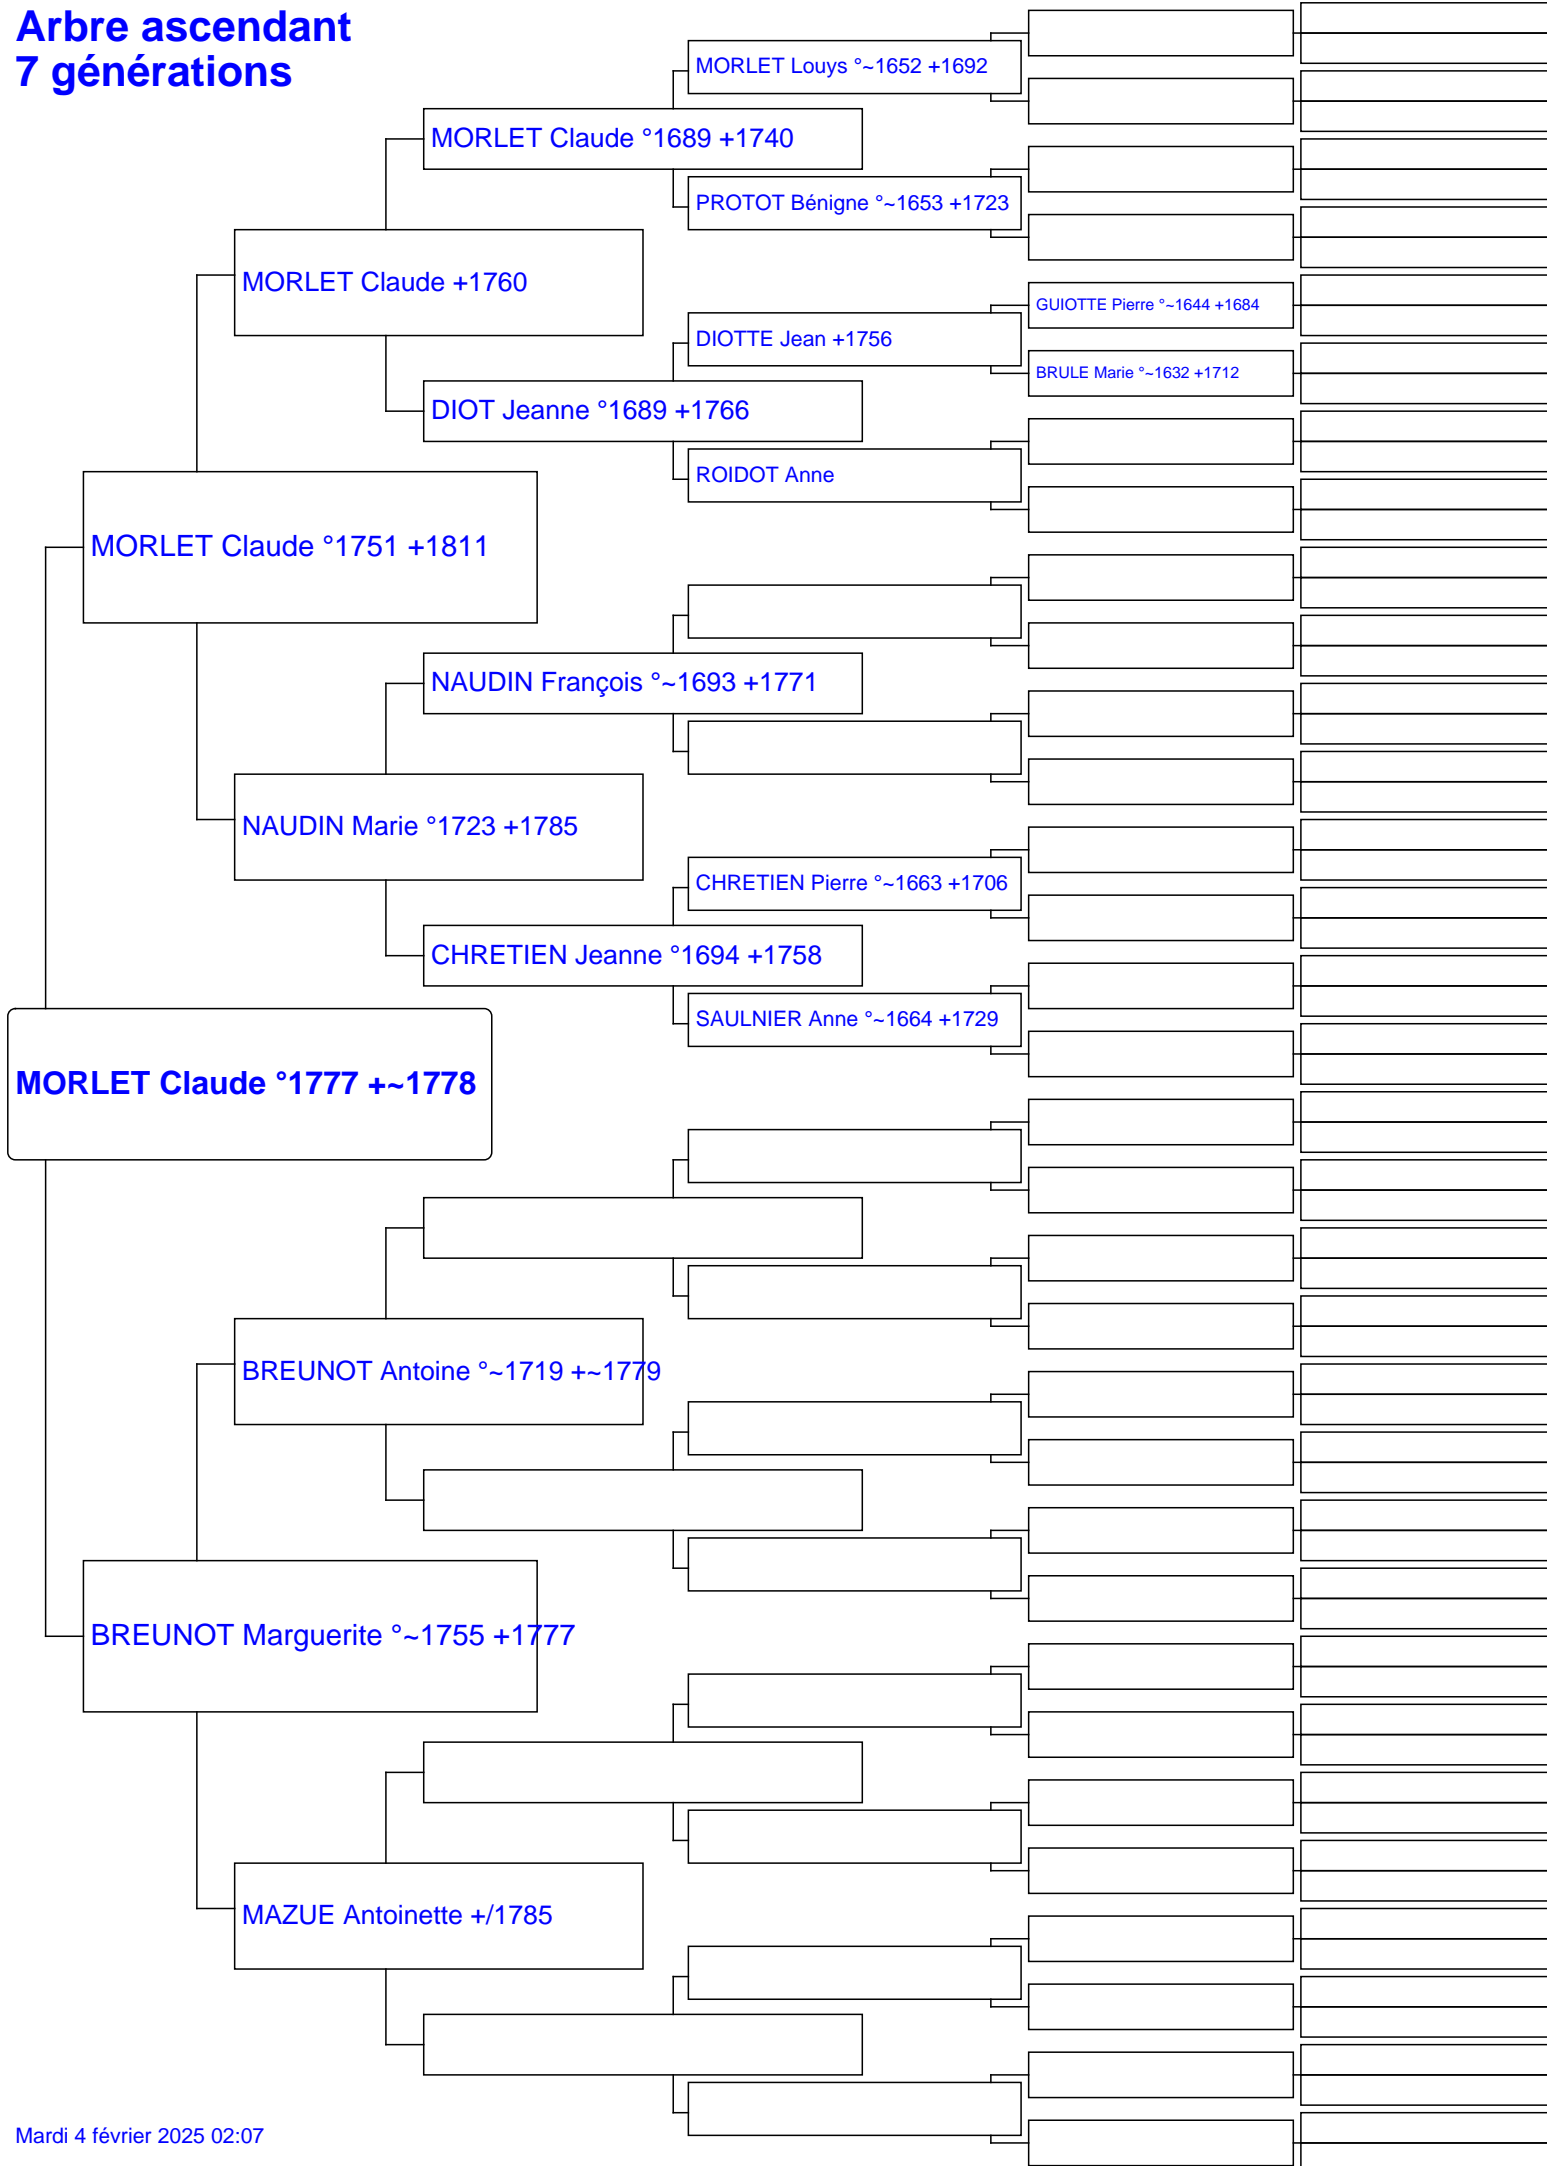 Arbre ascendant
7 générations
MORLET Louys °~1652 +1692
MORLET Claude °1689 +1740
PROTOT Bénigne °~1653 +1723
MORLET Claude +1760
GUIOTTE Pierre °~1644 +1684
DIOTTE Jean +1756
BRULE Marie °~1632 +1712
DIOT Jeanne °1689 +1766
ROIDOT Anne
MORLET Claude °1751 +1811
NAUDIN François °~1693 +1771
NAUDIN Marie °1723 +1785
CHRETIEN Pierre °~1663 +1706
CHRETIEN Jeanne °1694 +1758
SAULNIER Anne °~1664 +1729
MORLET Claude °1777 +~1778
BREUNOT Antoine °~1719 +~1779
BREUNOT Marguerite °~1755 +1777
MAZUE Antoinette +/1785
Mardi 4 février 2025 02:07